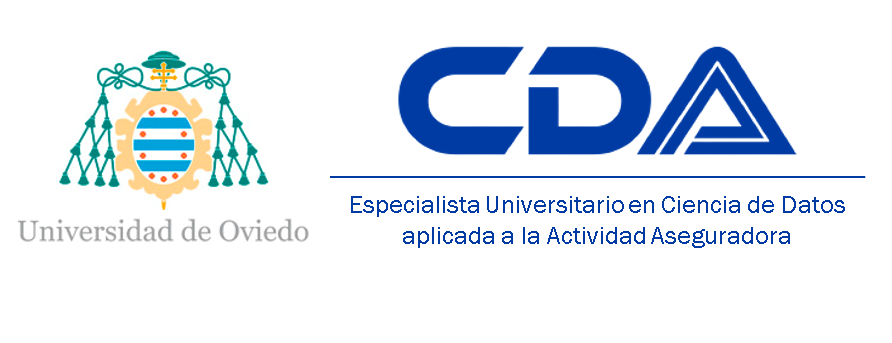 Universidad de Oviedo
CDA
Especialista Universitario en Ciencia de Datos
aplicada a la Actividad Aseguradora